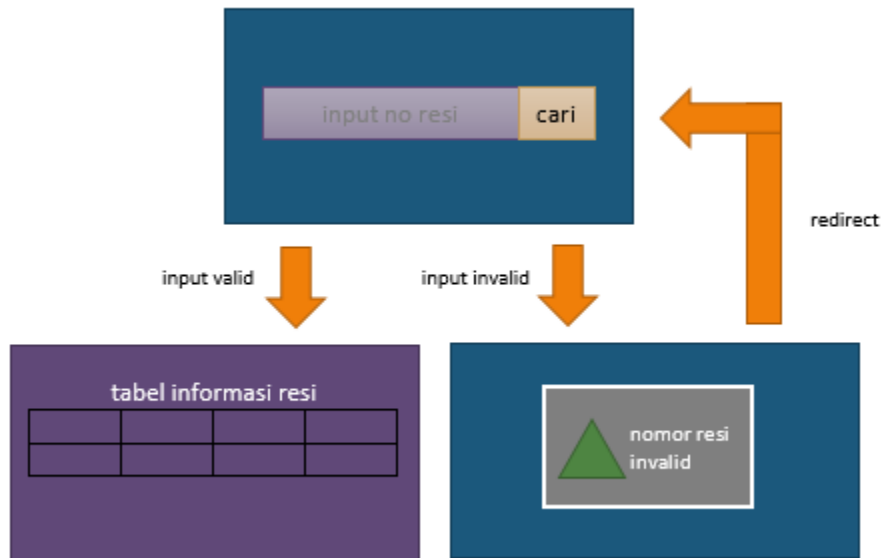 input no resi
cari
redirect
input valid
input invalid
tabel informasi resi
nomor resi
invalid